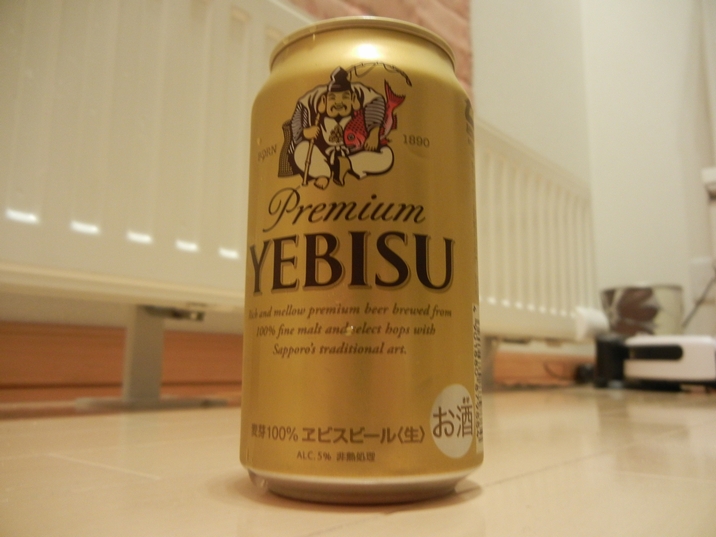 BORN 1890
Premium
YEBISU
Rich and mellow premium beer brewed from
100% fine malt and select hops with
Sapporo's traditional art.
麦芽100% ヱビスビール〈生〉
お酒
ALC.5% 非熱処理